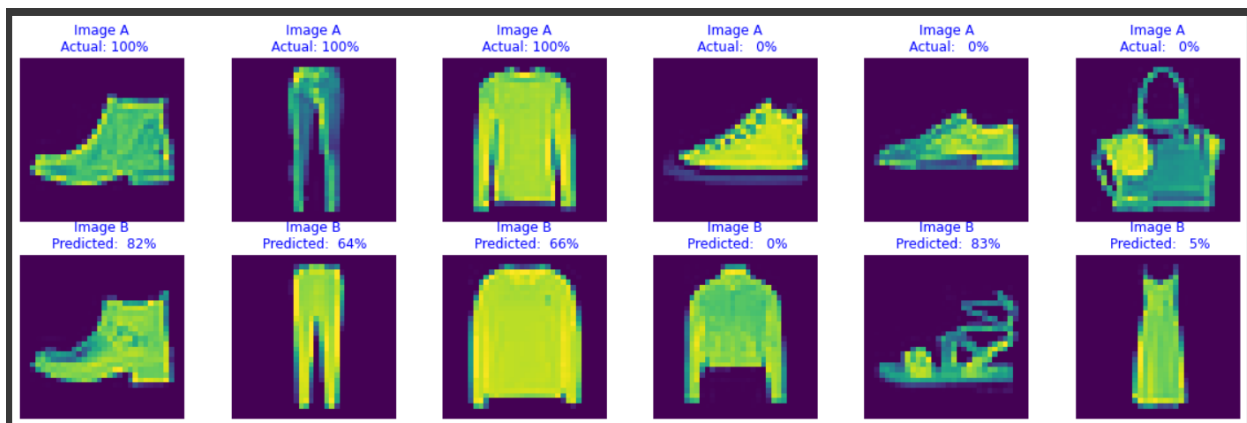 Image A
Actual: 100%
Image A
Actual: 100%
Image A
Actual: 100%
Image A
Actual:   0%
Image A
Actual:   0%
Image A
Actual:   0%
Image B
Predicted:  82%
Image B
Predicted:  64%
Image B
Predicted:  66%
Image B
Predicted:   0%
Image B
Predicted:  83%
Image B
Predicted:   5%